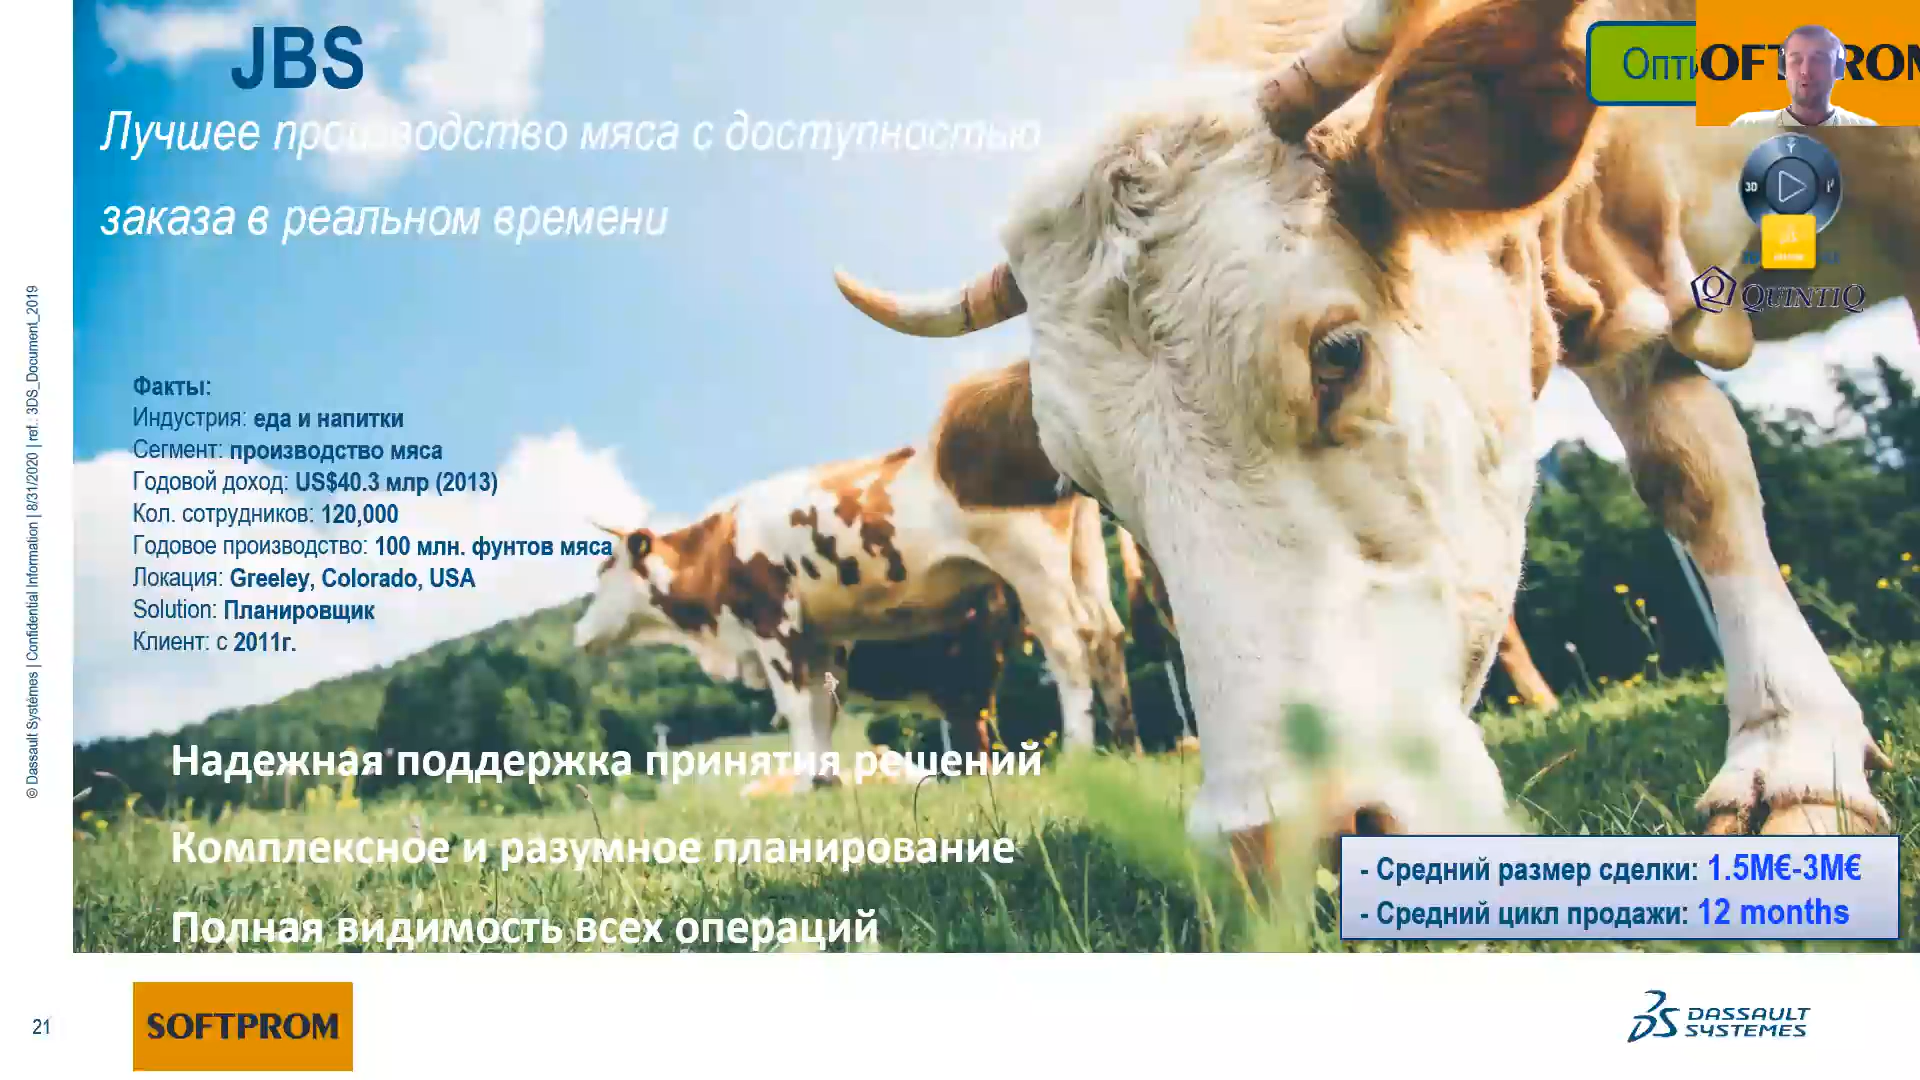 JBS
Опти
SOFTPROM
Лучшее производство мяса с доступностью
заказа в реальном времени
3D
QUINTIQ
Факты:
Индустрия: еда и напитки
Сегмент: производство мяса
Годовой доход: US$40.3 млр (2013)
Кол. сотрудников: 120,000
Годовое производство: 100 млн. фунтов мяса
Локация: Greeley, Colorado, USA
Solution: Планировщик
Клиент: с 2011г.
Надежная поддержка принятия решений
Комплексное и разумное планирование
Полная видимость всех операций
- Средний размер сделки: 1.5M€-3M€
- Средний цикл продажи: 12 months
© Dassault Systèmes | Confidential Information | 8/31/2020 | ref.: 3DS_Document_2019
21
SOFTPROM
DASSAULT
SYSTEMES